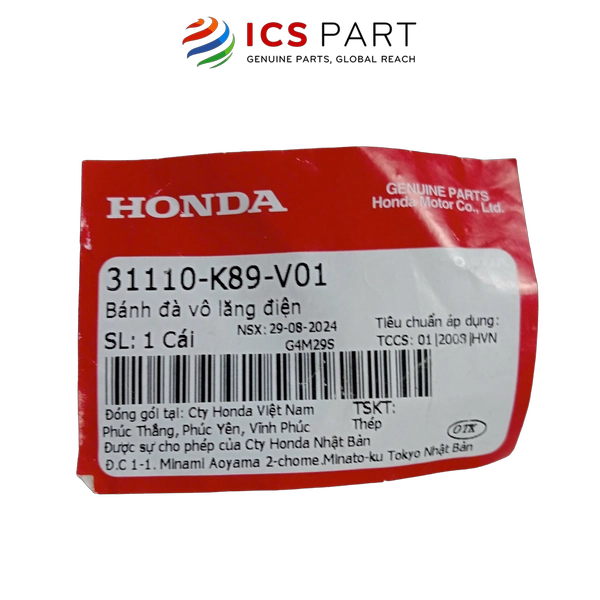 ICS PART
GENUINE PARTS, GLOBAL REACH
HONDA
GENUINE PARTS
Honda Motor Co., Ltd.
31110-K89-V01
Bánh đà vô lăng điện
SL: 1 Cái
NSX: 29-08-2024
G4M29S
Tiêu chuẩn áp dụng:
TCCS: 01|2008|HVN
Đóng gói tại: Cty Honda Việt Nam
Phúc Thắng, Phúc Yên, Vĩnh Phúc
TSKT:
Thép
Được sự cho phép của Cty Honda Nhật Bản
Đ.C 1-1. Minami Aoyama 2-chome.Minato-ku Tokyo Nhật Bản
OTK